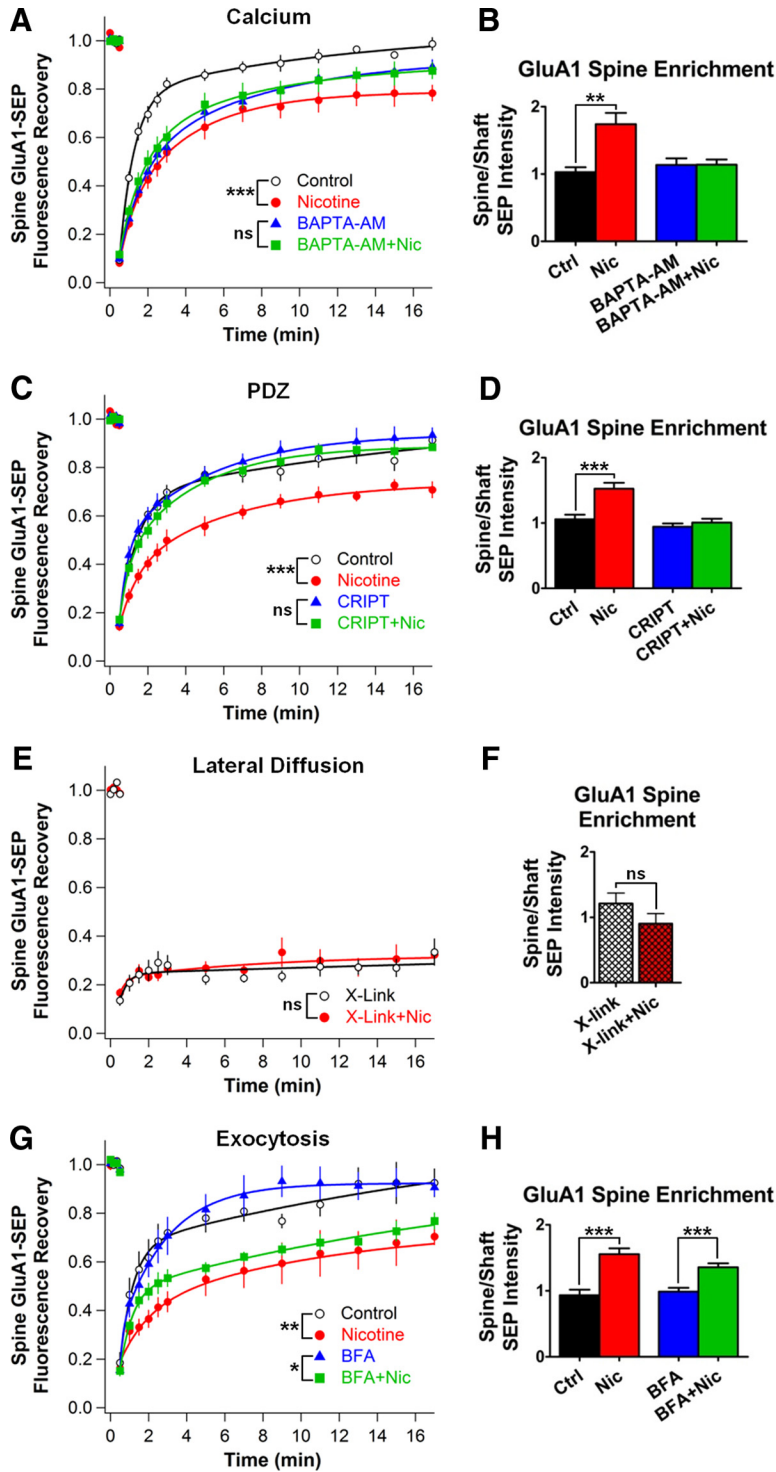 A
Calcium
Spine GluA1-SEP
Fluorescence Recovery
1.0
0.8
0.6
0.4
0.2
0.0
0 2 4 6 8 10 12 14 16
Time (min)
*** Control
Nicotine
ns BAPTA-AM
BAPTA-AM+Nic
B
GluA1 Spine Enrichment
Spine/Shaft
SEP Intensity
2
1
0
**
Ctrl
Nic
BAPTA-AM
BAPTA-AM+Nic
C
PDZ
Spine GluA1-SEP
Fluorescence Recovery
1.0
0.8
0.6
0.4
0.2
0.0
0 2 4 6 8 10 12 14 16
Time (min)
*** Control
Nicotine
ns CRIPT
CRIPT+Nic
D
GluA1 Spine Enrichment
Spine/Shaft
SEP Intensity
2
1
0
***
Ctrl
Nic
CRIPT
CRIPT+Nic
E
Lateral Diffusion
Spine GluA1-SEP
Fluorescence Recovery
1.0
0.8
0.6
0.4
0.2
0.0
0 2 4 6 8 10 12 14 16
Time (min)
ns X-Link
X-Link+Nic
F
GluA1 Spine
Enrichment
Spine/Shaft
SEP Intensity
2
1
0
ns
X-link
X-link+Nic
G
Exocytosis
Spine GluA1-SEP
Fluorescence Recovery
1.0
0.8
0.6
0.4
0.2
0.0
0 2 4 6 8 10 12 14 16
Time (min)
** Control
Nicotine
* BFA
BFA+Nic
H
GluA1 Spine Enrichment
Spine/Shaft
SEP Intensity
2
1
0
***
***
Ctrl
Nic
BFA
BFA+Nic